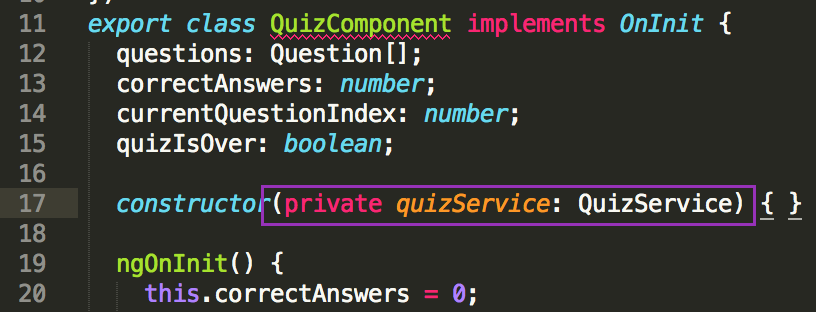 11 export class QuizComponent implements OnInit {
12 questions: Question[];
13 correctAnswers: number;
14 currentQuestionIndex: number;
15 quizIsOver: boolean;
16
17 constructor(private quizService: QuizService) { }
18
19 ngOnInit() {
20 this.correctAnswers = 0;